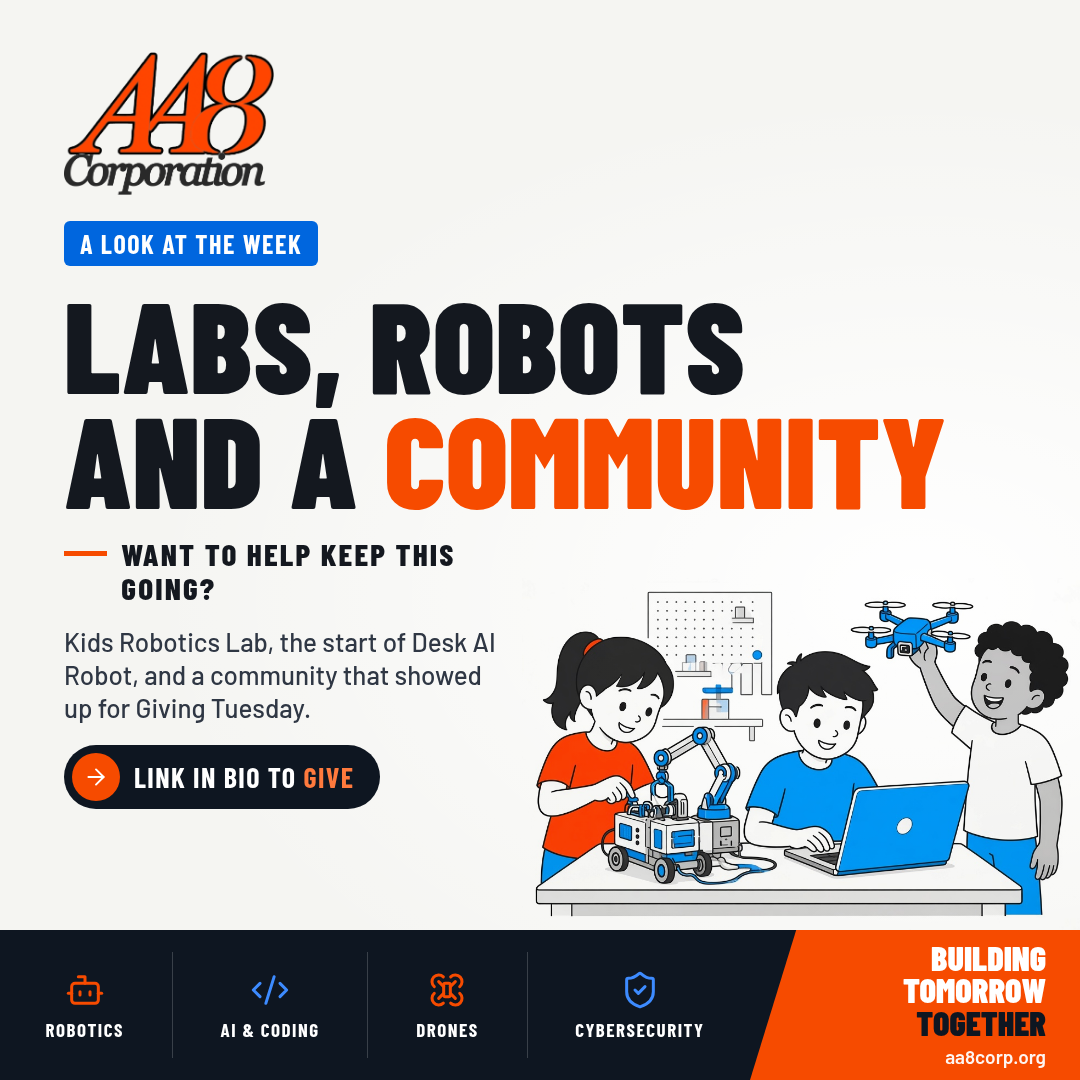 AA8
Corporation
A LOOK AT THE WEEK
LABS, ROBOTS
AND A COMMUNITY
WANT TO HELP KEEP THIS
GOING?
Kids Robotics Lab, the start of Desk AI
Robot, and a community that showed
up for Giving Tuesday.
LINK IN BIO TO GIVE
ROBOTICS
AI & CODING
DRONES
CYBERSECURITY
BUILDING
TOMORROW
TOGETHER
aa8corp.org